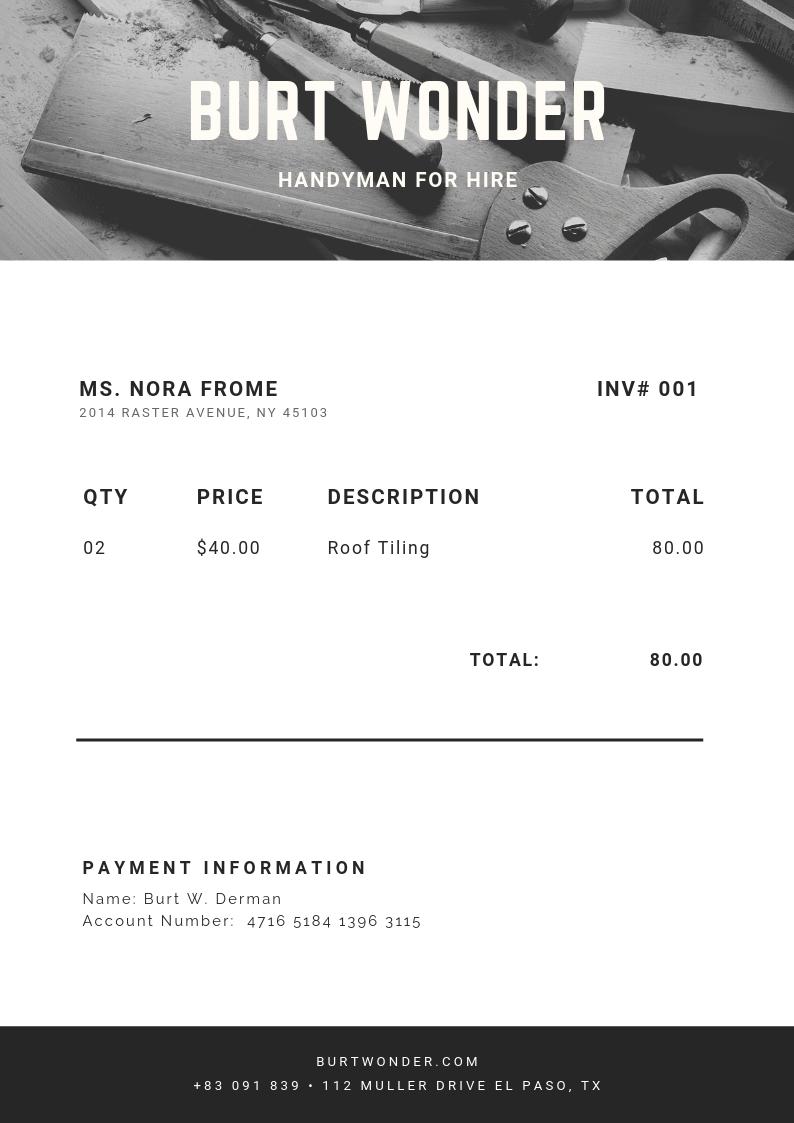 BURT WONDER
HANDYMAN FOR HIRE
MS. NORA FROME
INV# 001
2014 RASTER AVENUE, NY 45103
QTY PRICE DESCRIPTION TOTAL
02 $40.00 Roof Tiling 80.00
TOTAL: 80.00
PAYMENT INFORMATION
Name: Burt W. Derman
Account Number: 4716 5184 1396 3115
BURTWONDER.COM
+83 091 839 • 112 MULLER DRIVE EL PASO, TX